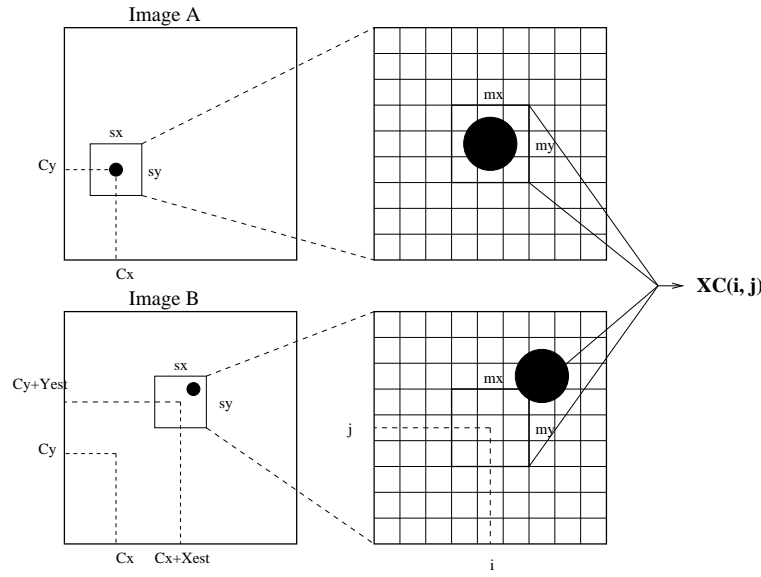 Image A
sx
sy
Cy
Cx
mx
my
XC(i, j)
Image B
sx
sy
Cy+Yest
Cy
Cx
Cx+Xest
mx
my
j
i